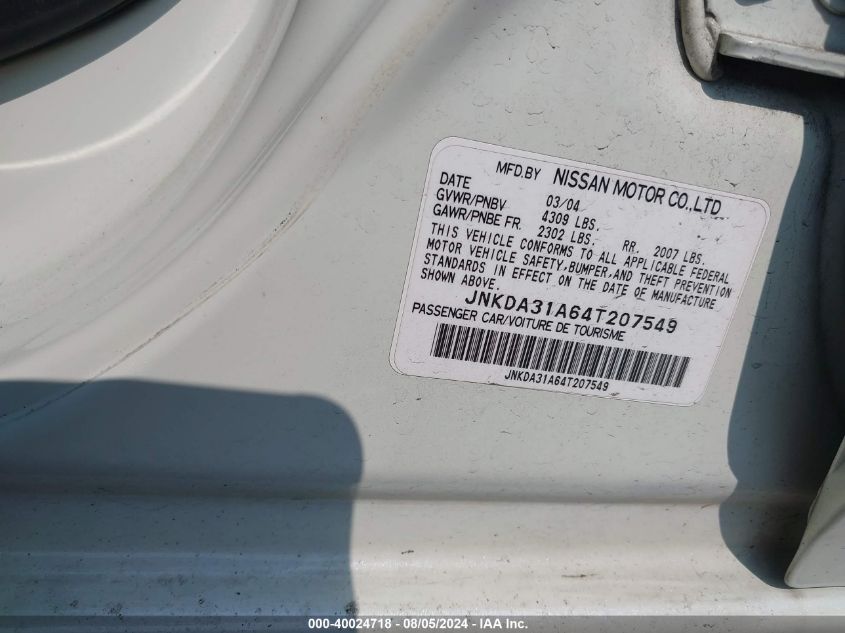 MFD.BY NISSAN MOTOR CO.,LTD
DATE 03/04
GVWR/PNBV 4309 LBS.
GAWR/PNBE FR. 2302 LBS. RR. 2007 LBS.
THIS VEHICLE CONFORMS TO ALL APPLICABLE FEDERAL
MOTOR VEHICLE SAFETY,BUMPER,AND THEFT PREVENTION
STANDARDS IN EFFECT ON THE DATE OF MANUFACTURE
SHOWN ABOVE.
JNKDA31A64T207549
PASSENGER CAR/VOITURE DE TOURISME
JNKDA31A64T207549
000-40024718 - 08/05/2024 - IAA Inc.